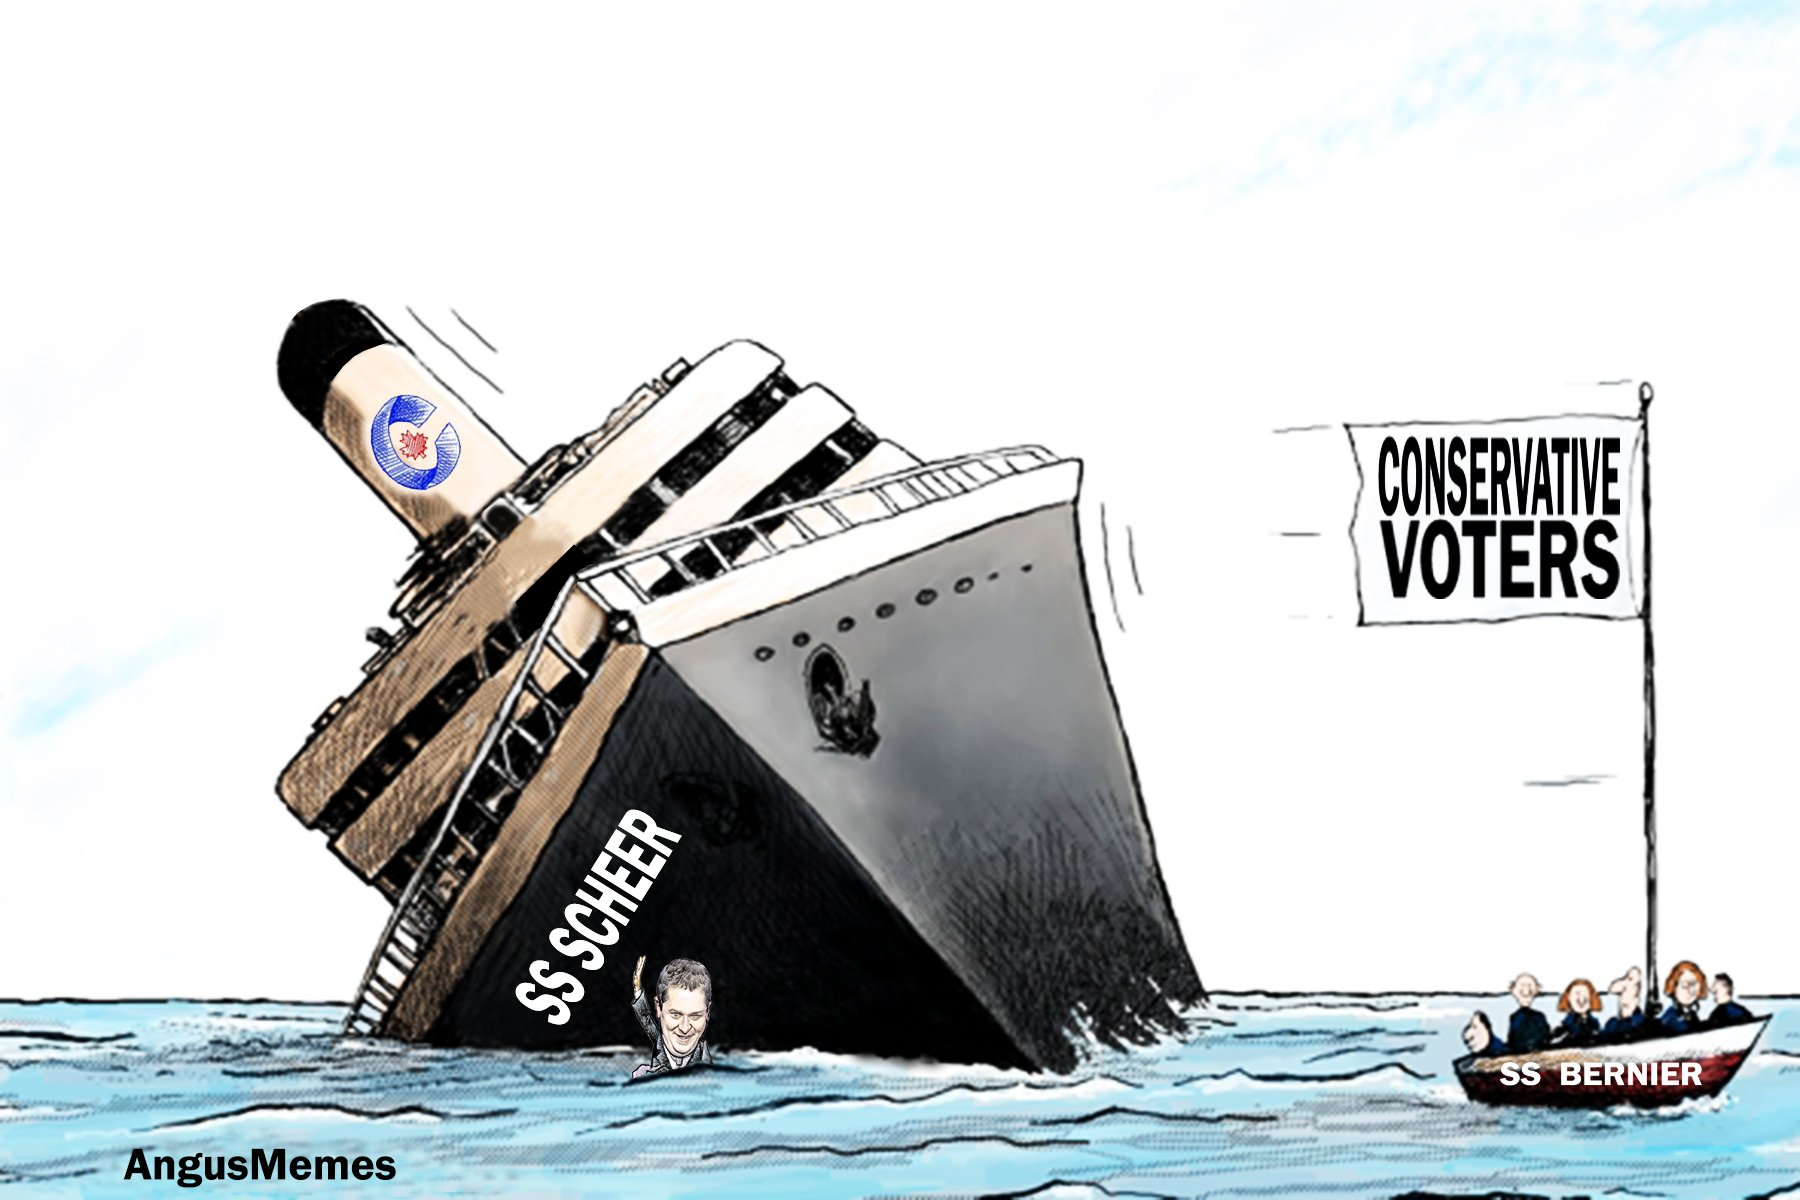 CONSERVATIVE
VOTERS
SS SCHEER
SS BERNIER
AngusMemes